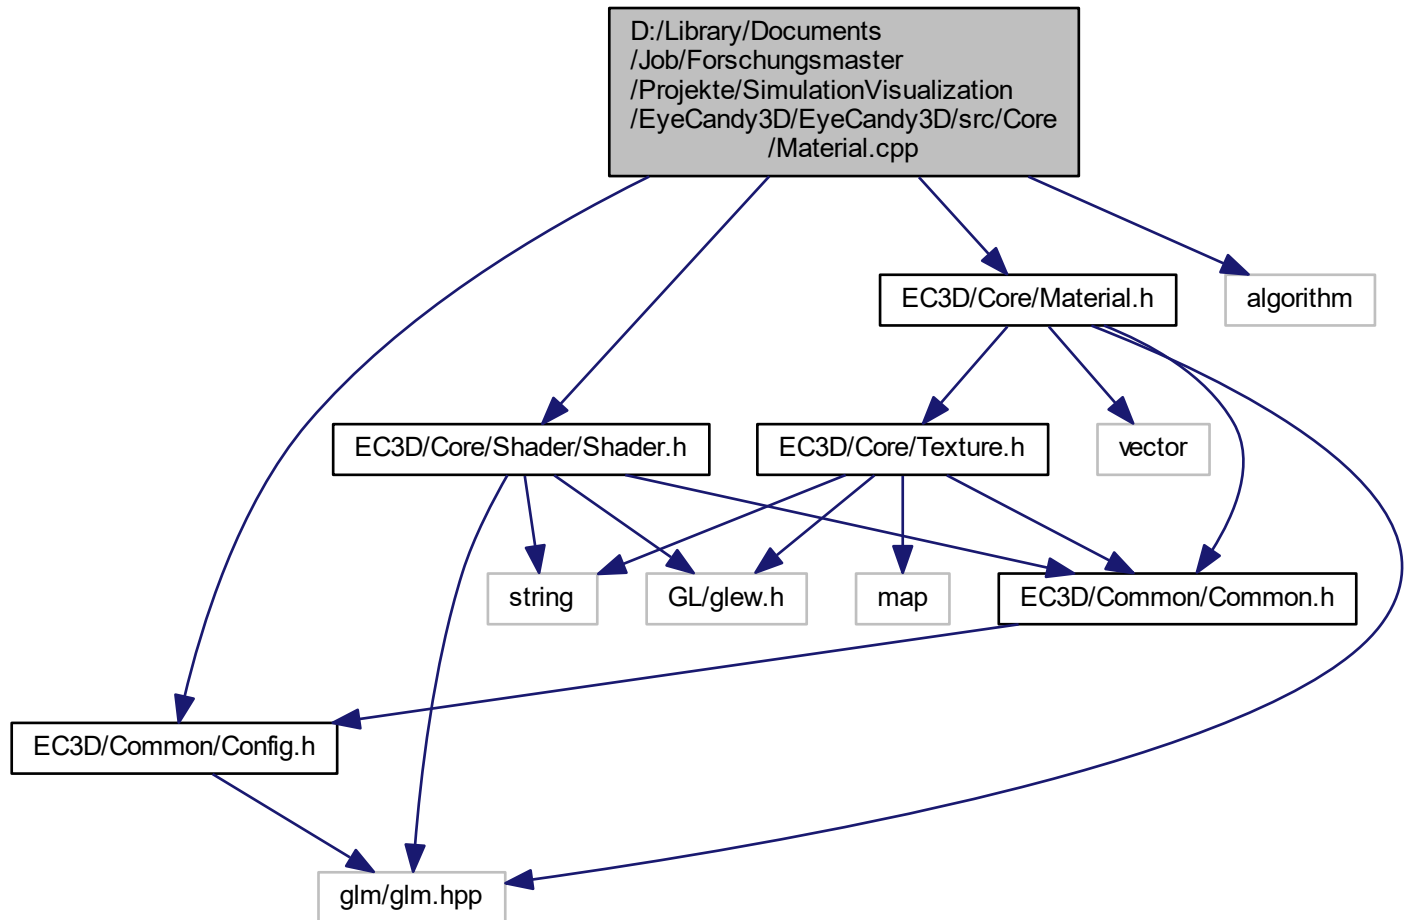 D:/Library/Documents
/Job/Forschungsmaster
/Projekte/SimulationVisualization
/EyeCandy3D/EyeCandy3D/src/Core
/Material.cpp
EC3D/Core/Material.h
algorithm
EC3D/Core/Shader/Shader.h
EC3D/Core/Texture.h
vector
string
GL/glew.h
map
EC3D/Common/Common.h
EC3D/Common/Config.h
glm/glm.hpp